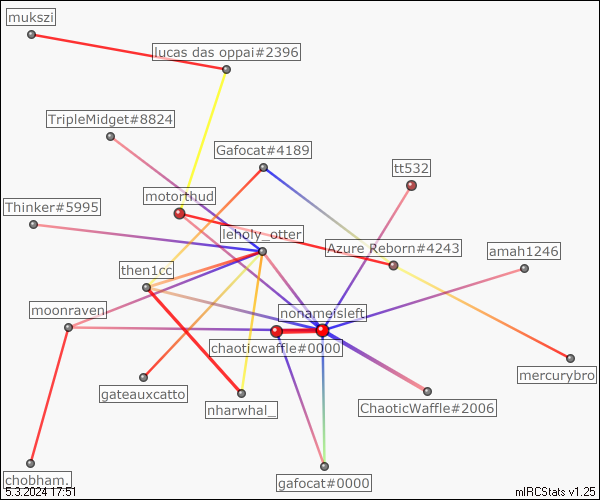 mukszi
lucas das oppai#2396
TripleMidget#8824
Gafocat#4189
tt532
motorthud
Thinker#5995
leholy_otter
Azure Reborn#4243
amah1246
then1cc
moonraven
nonameisleft
chaoticwaffle#0000
mercurybro
gateauxcatto
nharwhal_
ChaoticWaffle#2006
chobham.
gafocat#0000
5.3.2024 17:51
mIRCStats v1.25